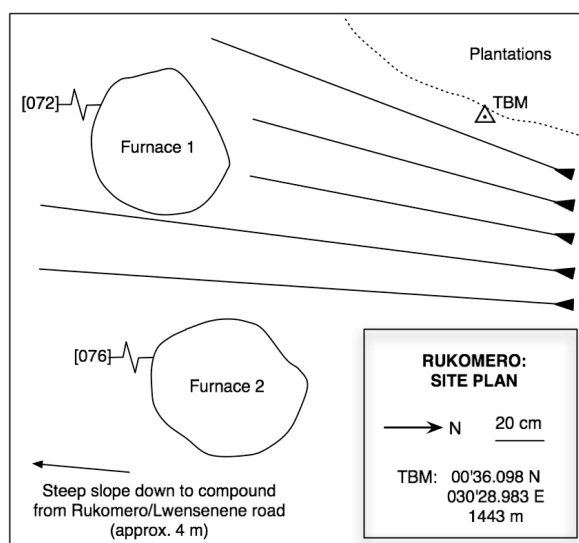 Plantations
TBM
[072]
Furnace 1
[076]
Furnace 2
Steep slope down to compound
from Rukomero/Lwensenene road
(approx. 4 m)
RUKOMERO:
SITE PLAN
N
20 cm
TBM: 00'36.098 N
030'28.983 E
1443 m